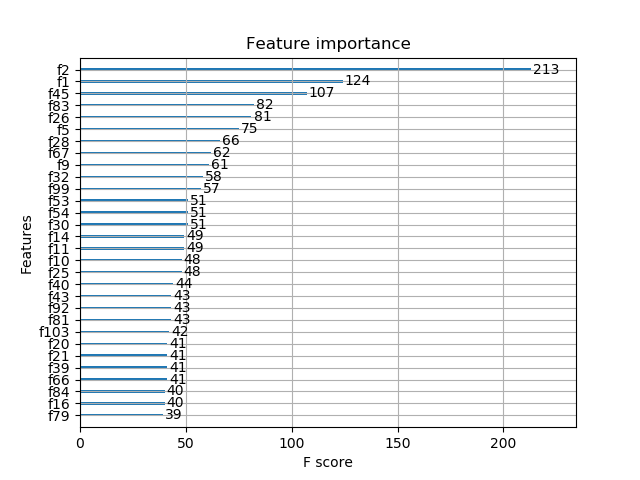 Feature importance
f2 213
f1 124
f45 107
f83 82
f26 81
f5 75
f28 66
f67 62
f9 61
f32 58
f99 57
f53 51
f54 51
f30 51
f14 49
f11 49
f10 48
f25 48
f40 44
f43 43
f92 43
f81 43
f103 42
f20 41
f21 41
f39 41
f66 41
f84 40
f16 40
f79 39
Features
0 50 100 150 200
F score